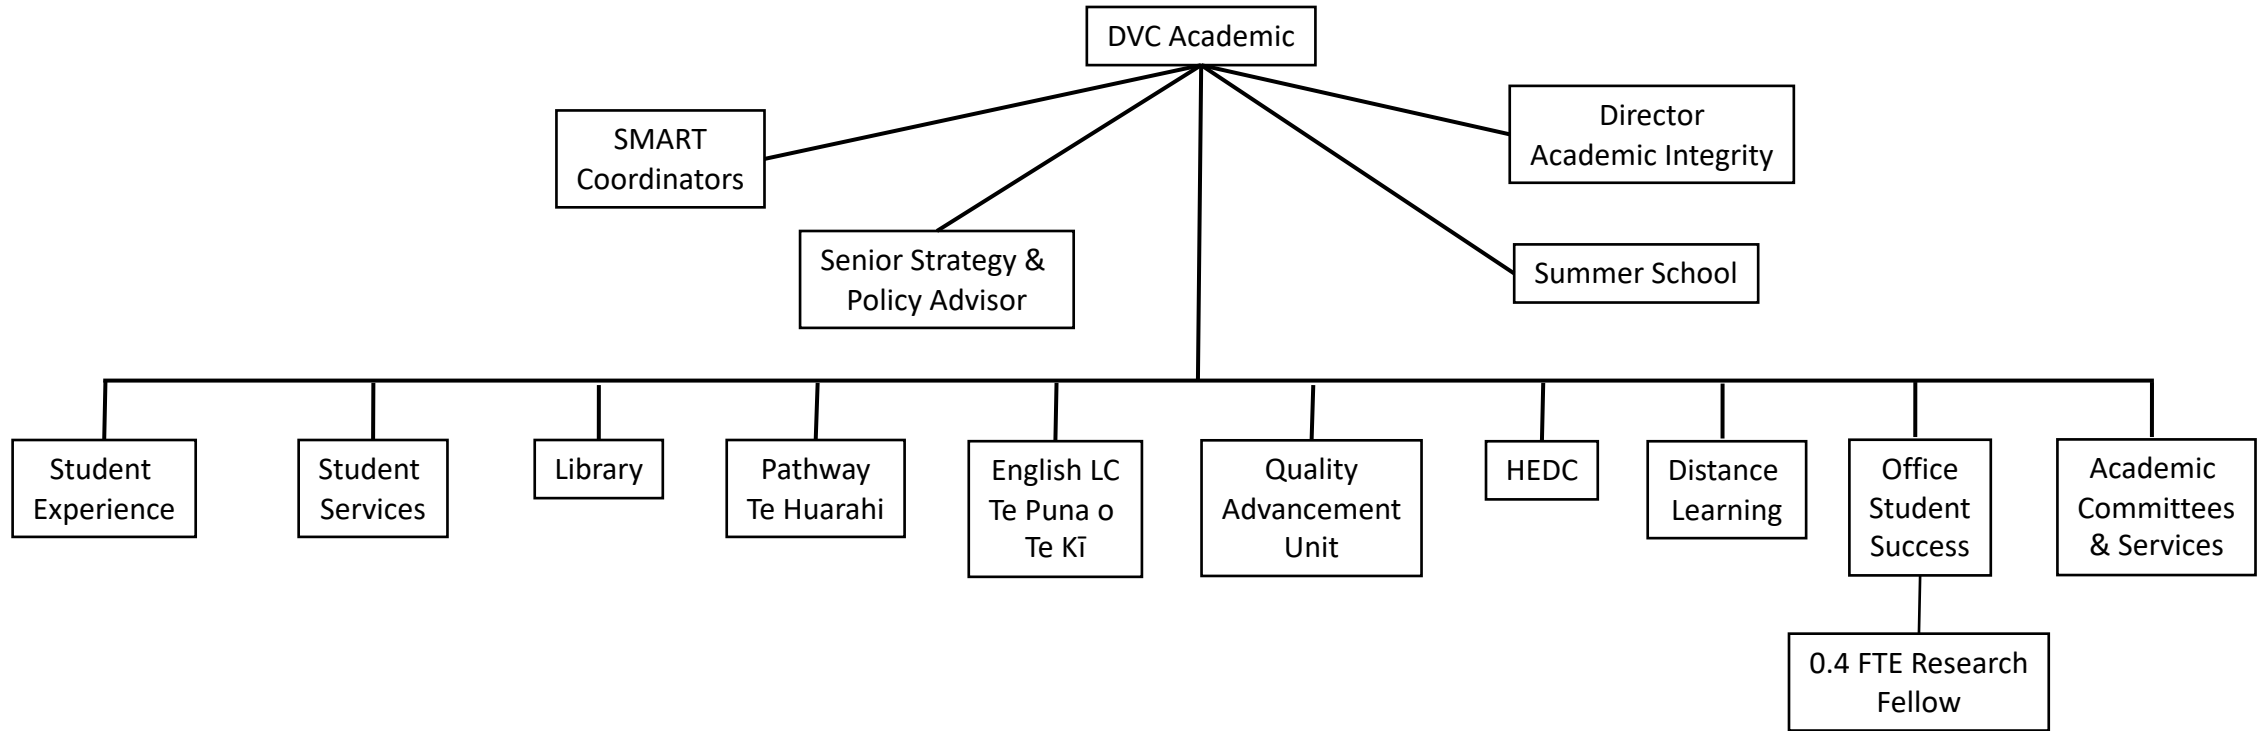 DVC Academic
SMART
Coordinators
Director
Academic Integrity
Senior Strategy &
Policy Advisor
Summer School
Student
Experience
Student
Services
Library
Pathway
Te Huarahi
English LC
Te Puna o
Te Kī
Quality
Advancement
Unit
HEDC
Distance
Learning
Office
Student
Success
Academic
Committees
& Services
0.4 FTE Research
Fellow